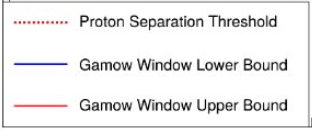 Proton Separation Threshold
Gamow Window Lower Bound
Gamow Window Upper Bound